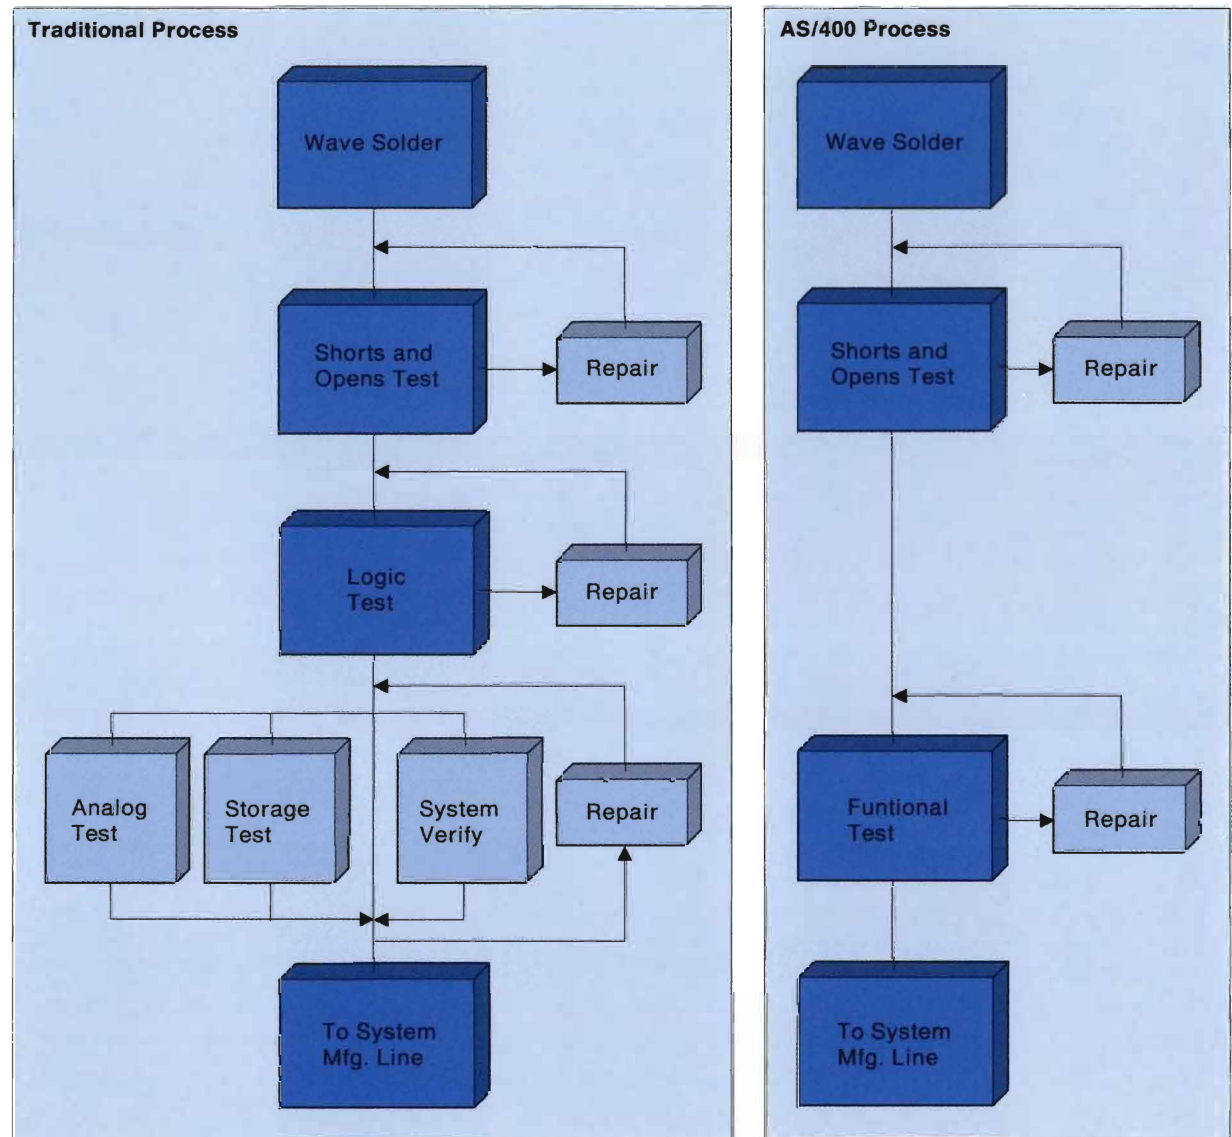 Traditional Process
Wave Solder
Shorts and
Opens Test
Repair
Logic
Test
Repair
Analog
Test
Storage
Test
System
Verify
Repair
To System
Mfg. Line
AS/400 Process
Wave Solder
Shorts and
Opens Test
Repair
Funtional
Test
Repair
To System
Mfg. Line